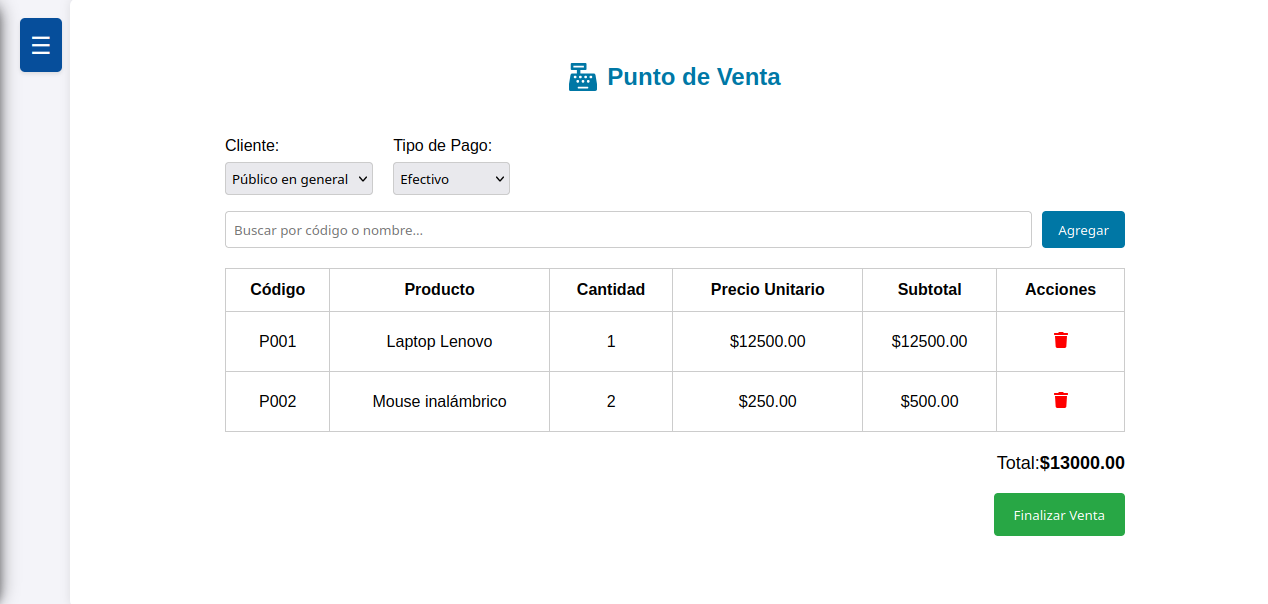 ☰
Punto de Venta
Cliente: Tipo de Pago:
Público en general Efectivo
Buscar por código o nombre... Agregar
Código Producto Cantidad Precio Unitario Subtotal Acciones
P001 Laptop Lenovo 1 $12500.00 $12500.00
P002 Mouse inalámbrico 2 $250.00 $500.00
Total:$13000.00
Finalizar Venta